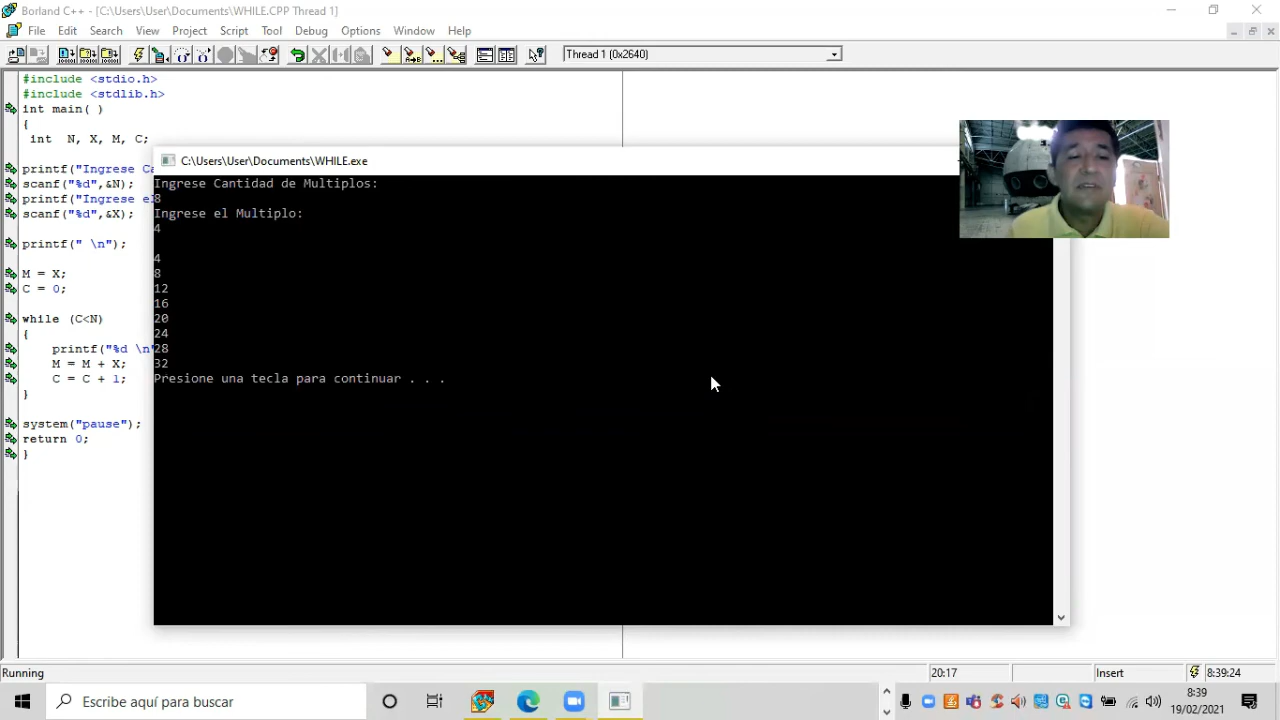 Borland C++ - [C:\Users\User\Documents\WHILE.CPP Thread 1]
File Edit Search View Project Script Tool Debug Options Window Help
Thread 1 (0x2640)
#include <stdio.h>
#include <stdlib.h>
int main( )
{
int N, X, M, C;
printf("Ingrese Ca
scanf("%d",&N);
printf("Ingrese el
scanf("%d",&X);
printf(" \n");
M = X;
C = 0;
while (C<N)
{
printf("%d \n"
M = M + X;
C = C + 1;
}
system("pause");
return 0;
}
C:\Users\User\Documents\WHILE.exe
Ingrese Cantidad de Multiplos:
8
Ingrese el Multiplo:
4
4
8
12
16
20
24
28
32
Presione una tecla para continuar . . .
Running
20:17
Insert
8:39:24
Escribe aquí para buscar
8:39
19/02/2021